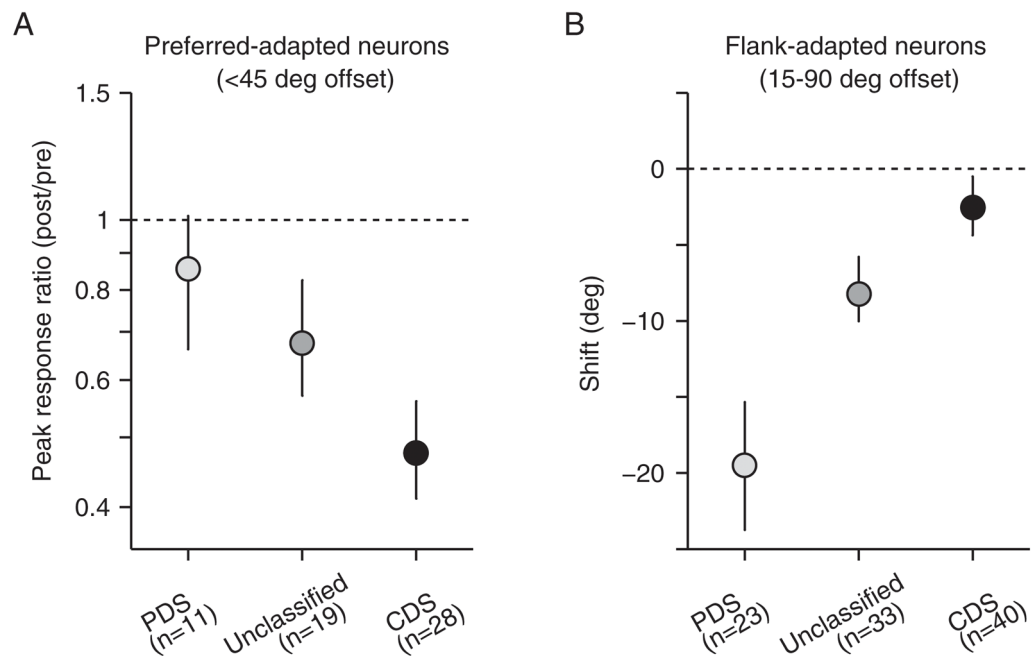 A
Preferred-adapted neurons
(<45 deg offset)
Peak response ratio (post/pre)
1.5
1
0.8
0.6
0.4
PDS
(n=11)
Unclassified
(n=19)
CDS
(n=28)
B
Flank-adapted neurons
(15-90 deg offset)
Shift (deg)
0
−10
−20
PDS
(n=23)
Unclassified
(n=33)
CDS
(n=40)